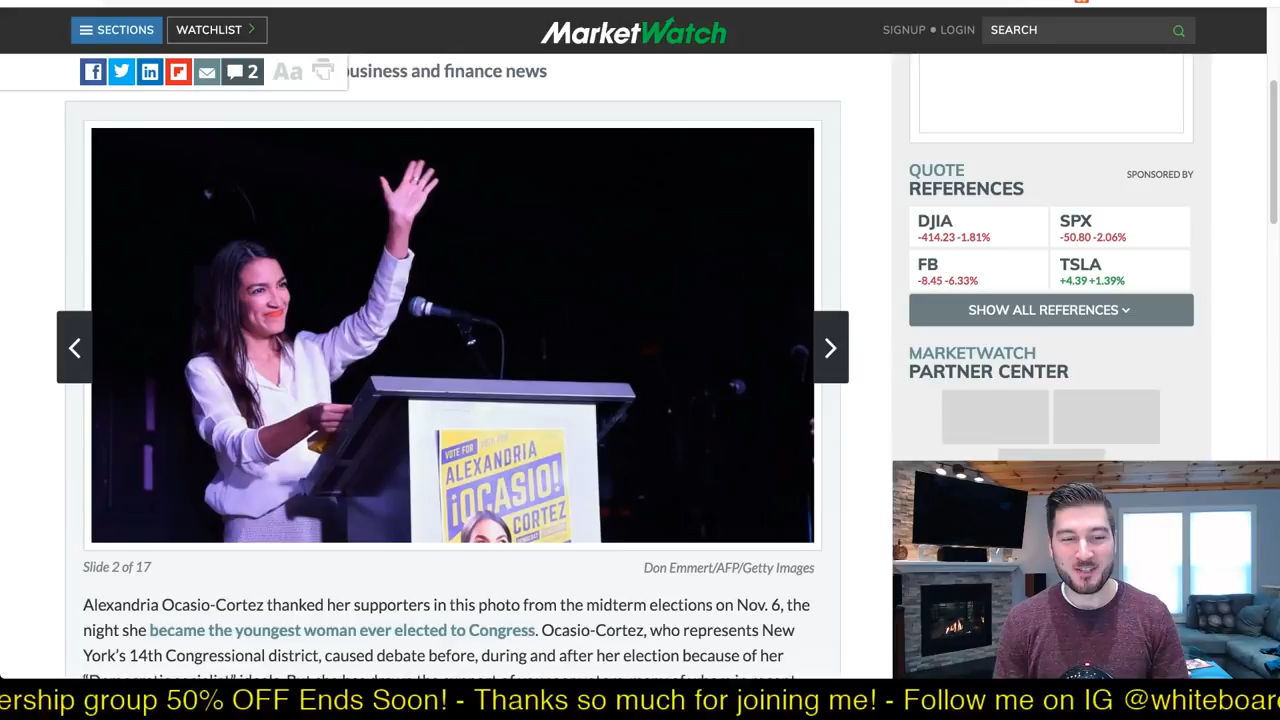 SECTIONS
WATCHLIST
MarketWatch
SIGNUP • LOGIN
SEARCH
2
Aa
business and finance news
VOTE FOR
ALEXANDRIA
¡OCASIO!
CORTEZ
Slide 2 of 17
Don Emmert/AFP/Getty Images
Alexandria Ocasio-Cortez thanked her supporters in this photo from the midterm elections on Nov. 6, the
night she became the youngest woman ever elected to Congress. Ocasio-Cortez, who represents New
York’s 14th Congressional district, caused debate before, during and after her election because of her
QUOTE
REFERENCES
SPONSORED BY
DJIA
-414.23 -1.81%
SPX
-50.80 -2.06%
FB
-8.45 -6.33%
TSLA
+4.39 +1.39%
SHOW ALL REFERENCES
MARKETWATCH
PARTNER CENTER
ership group 50% OFF Ends Soon! - Thanks so much for joining me! - Follow me on IG @whiteboar